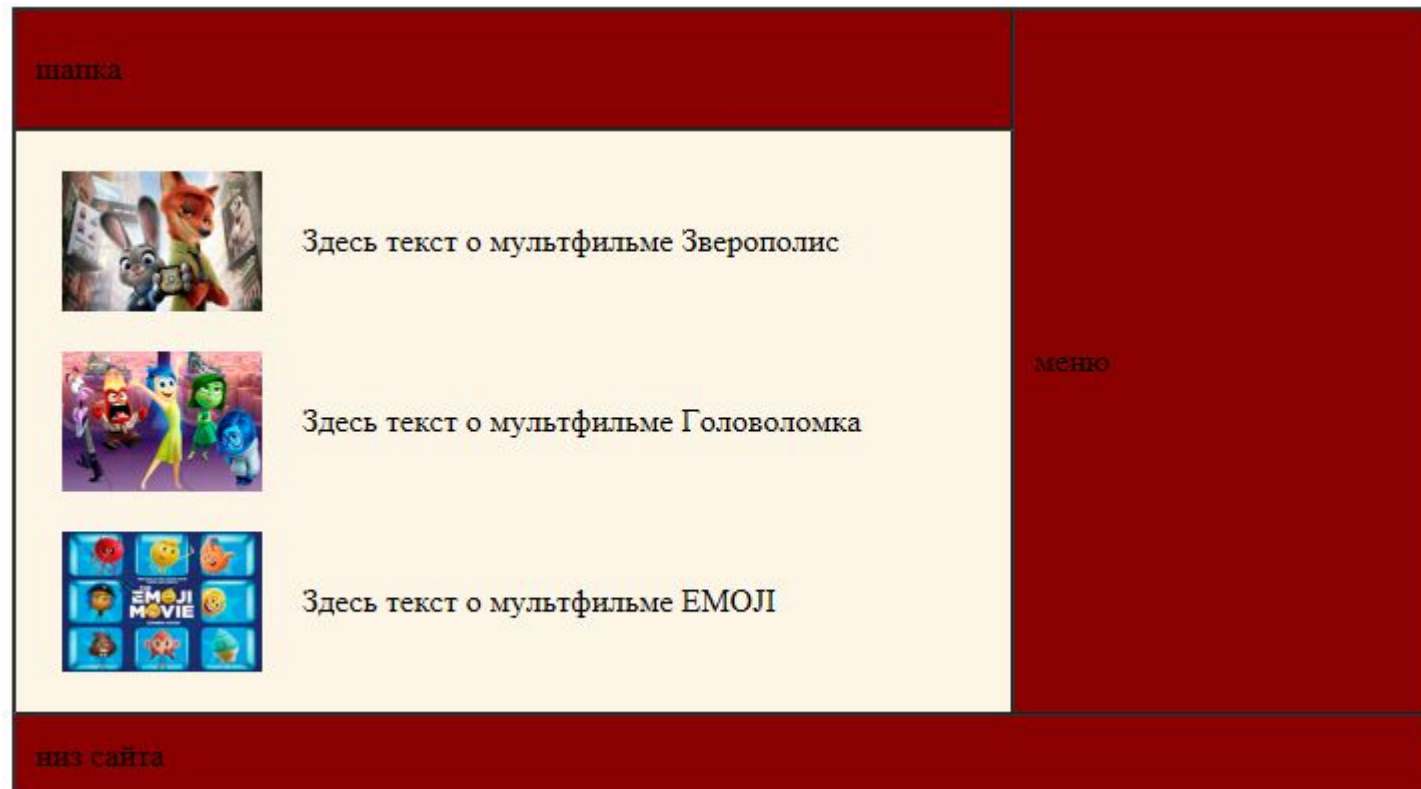 шапка
Здесь текст о мультфильме Зверополис
Здесь текст о мультфильме Головоломка
меню
EMOJI
MOVIE
Здесь текст о мультфильме EMOJI
низ сайта